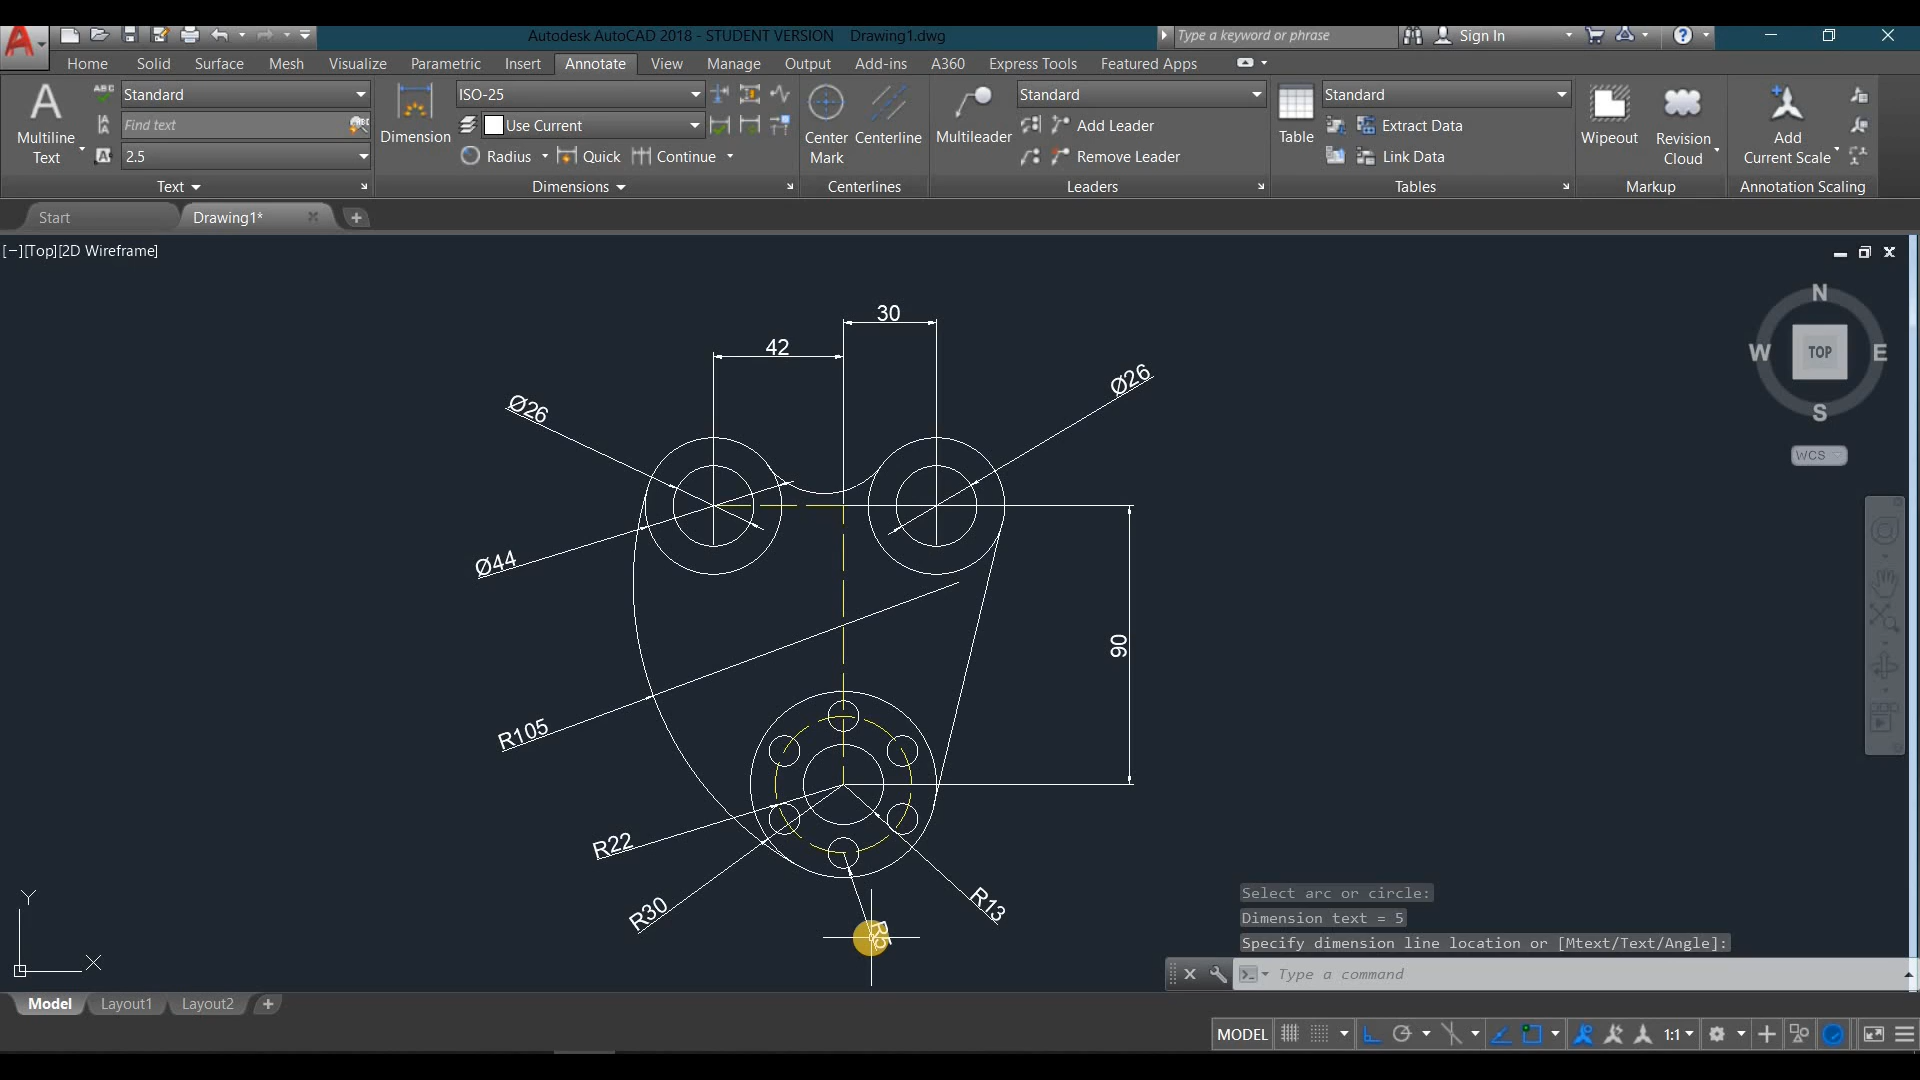 Autodesk AutoCAD 2018 - STUDENT VERSION Drawing1.dwg
Type a keyword or phrase
Sign In
Home Solid Surface Mesh Visualize Parametric Insert Annotate View Manage Output Add-ins A360 Express Tools Featured Apps
Multiline Text
Standard
Find text
2.5
Text
Dimension
ISO-25
Use Current
Radius Quick Continue
Dimensions
Center Mark
Centerline
Centerlines
Multileader
Standard
Add Leader
Remove Leader
Leaders
Table
Standard
Extract Data
Link Data
Tables
Wipeout
Revision Cloud
Markup
Add Current Scale
Annotation Scaling
Start
Drawing1*
[−][Top][2D Wireframe]
N
W TOP E
S
WCS
30
42
Ø26
Ø26
Ø44
90
R105
R22
R30
R13
R5
Y
X
Select arc or circle:
Dimension text = 5
Specify dimension line location or [Mtext/Text/Angle]:
Type a command
Model Layout1 Layout2
MODEL
1:1